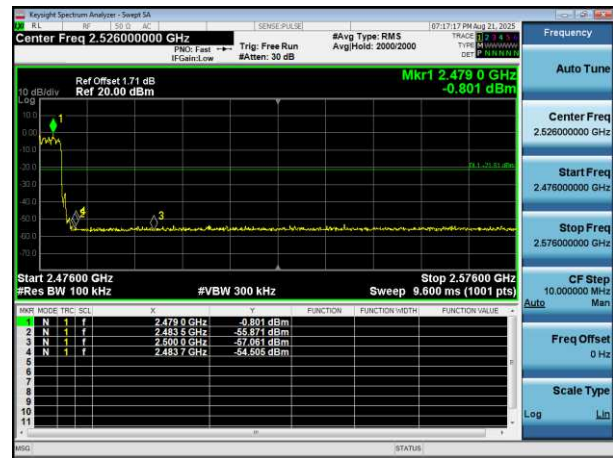 Keysight Spectrum Analyzer - Swept SA
RL RF 50 Ω AC SENSE:PULSE 07:17:17 PM Aug 21, 2025
Center Freq 2.526000000 GHz
PNO: Fast
IFGain:Low
Trig: Free Run
#Atten: 30 dB
#Avg Type: RMS
Avg|Hold: 2000/2000
TRACE 1 2 3 4 5 6
TYPE M WWWWW
DET P N N N N N
Ref Offset 1.71 dB
Ref 20.00 dBm
10 dB/div
Log
Mkr1 2.479 0 GHz
-0.801 dBm
10.0
0.00
-10.0
-20.0
-30.0
-40.0
-50.0
-60.0
-70.0
1
3
Start 2.47600 GHz
Stop 2.57600 GHz
#Res BW 100 kHz #VBW 300 kHz Sweep 9.600 ms (1001 pts)
MKR MODE TRC SCL X Y FUNCTION FUNCTION WIDTH FUNCTION VALUE
1 N 1 f 2.479 0 GHz -0.801 dBm
2 N 1 f 2.483 5 GHz -55.871 dBm
3 N 1 f 2.500 0 GHz -57.061 dBm
4 N 1 f 2.483 7 GHz -54.505 dBm
5
6
7
8
9
10
11
MSG STATUS
Frequency
Auto Tune
Center Freq
2.526000000 GHz
Start Freq
2.476000000 GHz
Stop Freq
2.576000000 GHz
CF Step
10.000000 MHz
Auto Man
Freq Offset
0 Hz
Scale Type
Log Lin